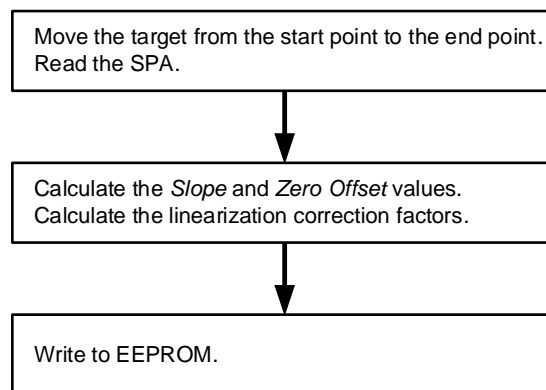 Move the target from the start point to the end point.
Read the SPA.
Calculate the Slope and Zero Offset values.
Calculate the linearization correction factors.
Write to EEPROM.